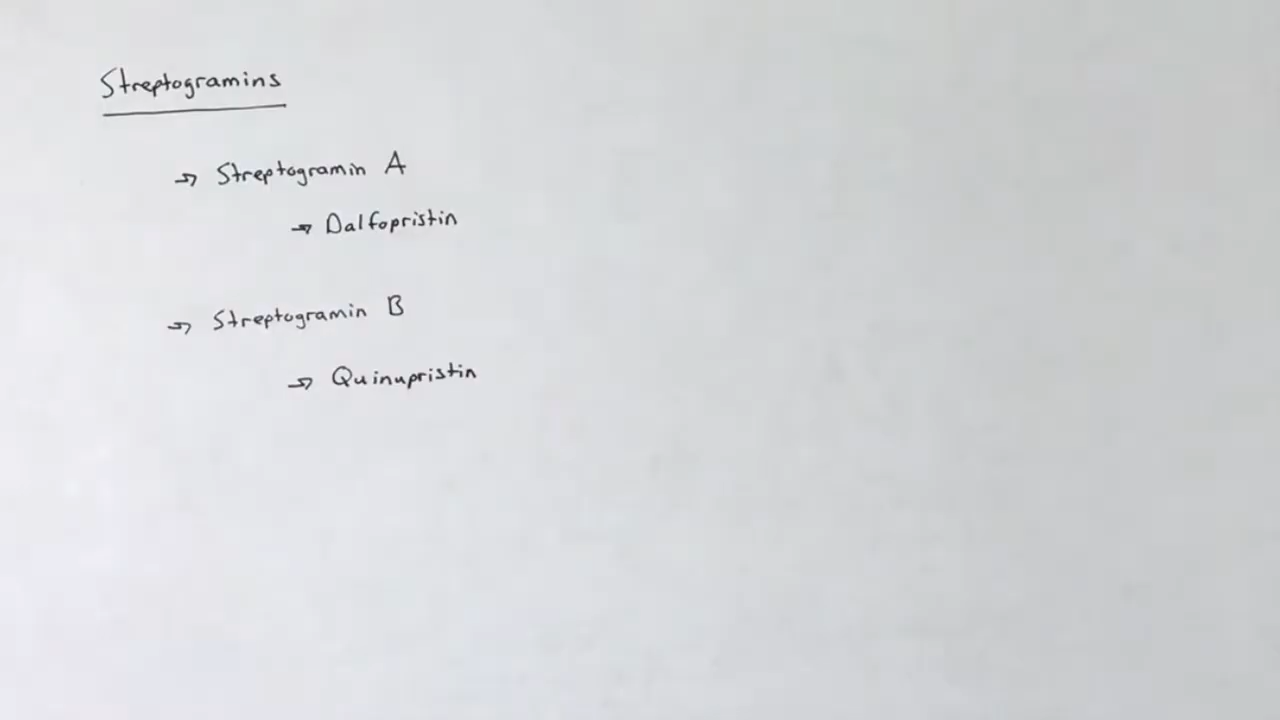 Streptogramins
→ Streptogramin A
→ Dalfopristin
→ Streptogramin B
→ Quinupristin